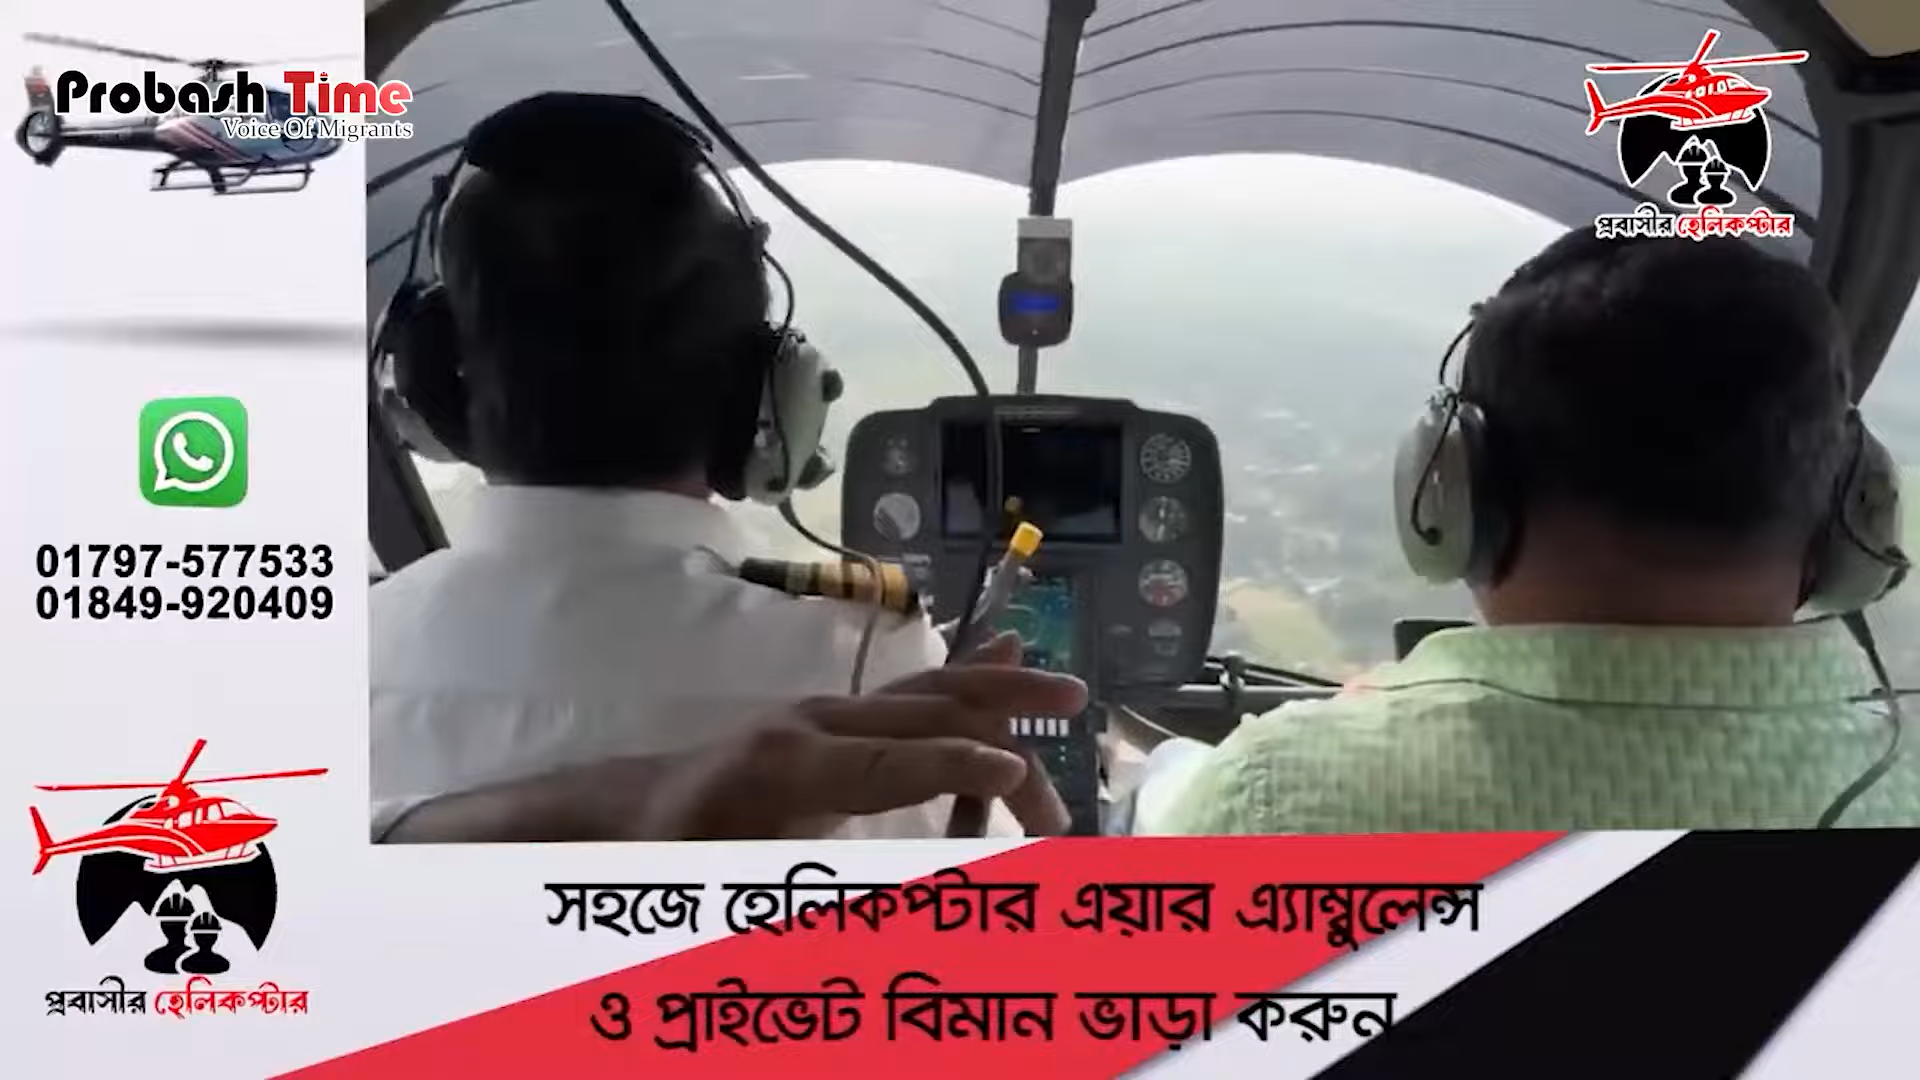 Probash Time
Voice Of Migrants
প্রবাসীর হেলিকপ্টার
01797-577533
01849-920409
প্রবাসীর হেলিকপ্টার
সহজে হেলিকপ্টার এয়ার এ্যাম্বুলেন্স
ও প্রাইভেট বিমান ভাড়া করুন